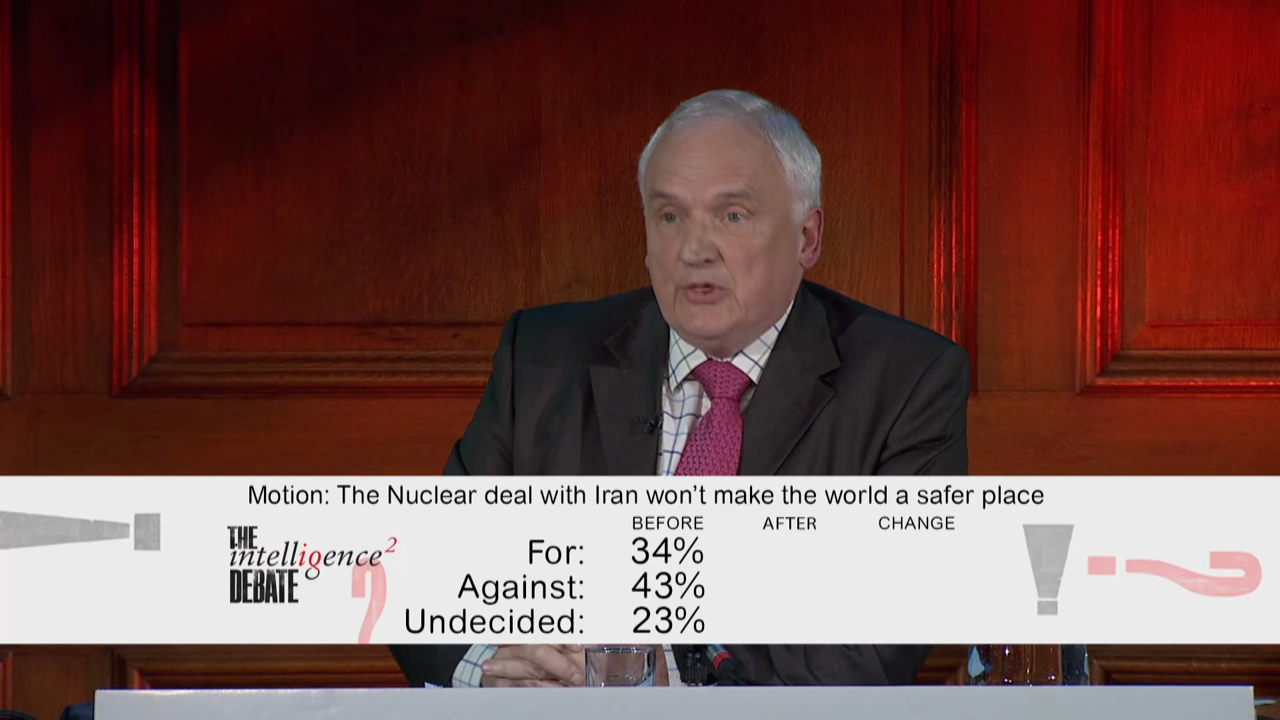 Motion: The Nuclear deal with Iran won't make the world a safer place
BEFORE AFTER CHANGE
THE
intelligence2
DEBATE
For: 34%
Against: 43%
Undecided: 23%